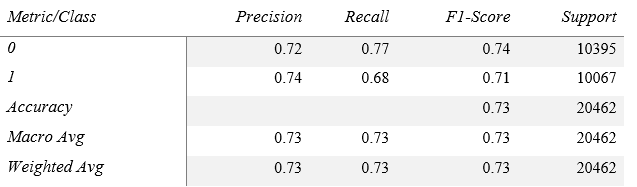 Metric/Class Precision Recall F1-Score Support
0 0.72 0.77 0.74 10395
1 0.74 0.68 0.71 10067
Accuracy 0.73 20462
Macro Avg 0.73 0.73 0.73 20462
Weighted Avg 0.73 0.73 0.73 20462